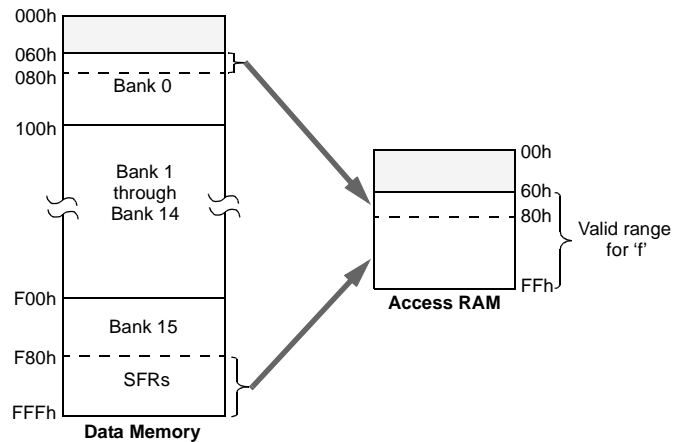 000h
060h
080h
Bank 0
100h
Bank 1
through
Bank 14
F00h
Bank 15
F80h
SFRs
FFFh
Data Memory
00h
60h
80h
FFh
Access RAM
Valid range
for ‘f’